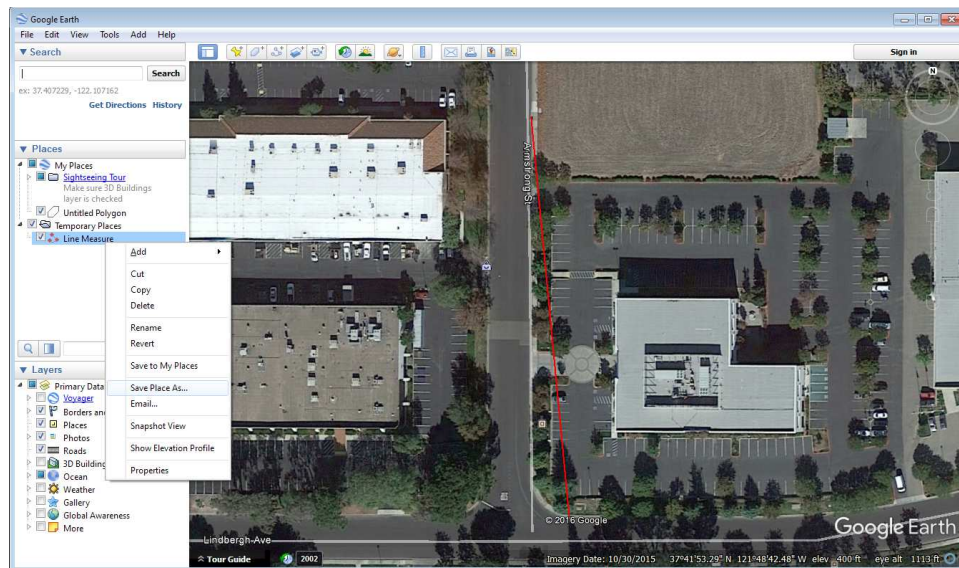 Google Earth
File Edit View Tools Add Help
Search
Sign in
Search
ex: 37.407229, -122.107162
Get Directions History
Places
My Places
Sightseeing Tour
Make sure 3D Buildings
layer is checked
Untitled Polygon
Temporary Places
Line Measure
Add
Cut
Copy
Delete
Rename
Revert
Save to My Places
Save Place As...
Email...
Snapshot View
Show Elevation Profile
Properties
Layers
Primary Data
Voyager
Borders an
Places
Photos
Roads
3D Building
Ocean
Weather
Gallery
Global Awareness
More
N
Armstrong St
Lindbergh Ave
© 2016 Google
Google Earth
Tour Guide
2002
Imagery Date: 10/30/2015 37°41'53.29" N 121°48'42.48" W elev 400 ft eye alt 1113 ft